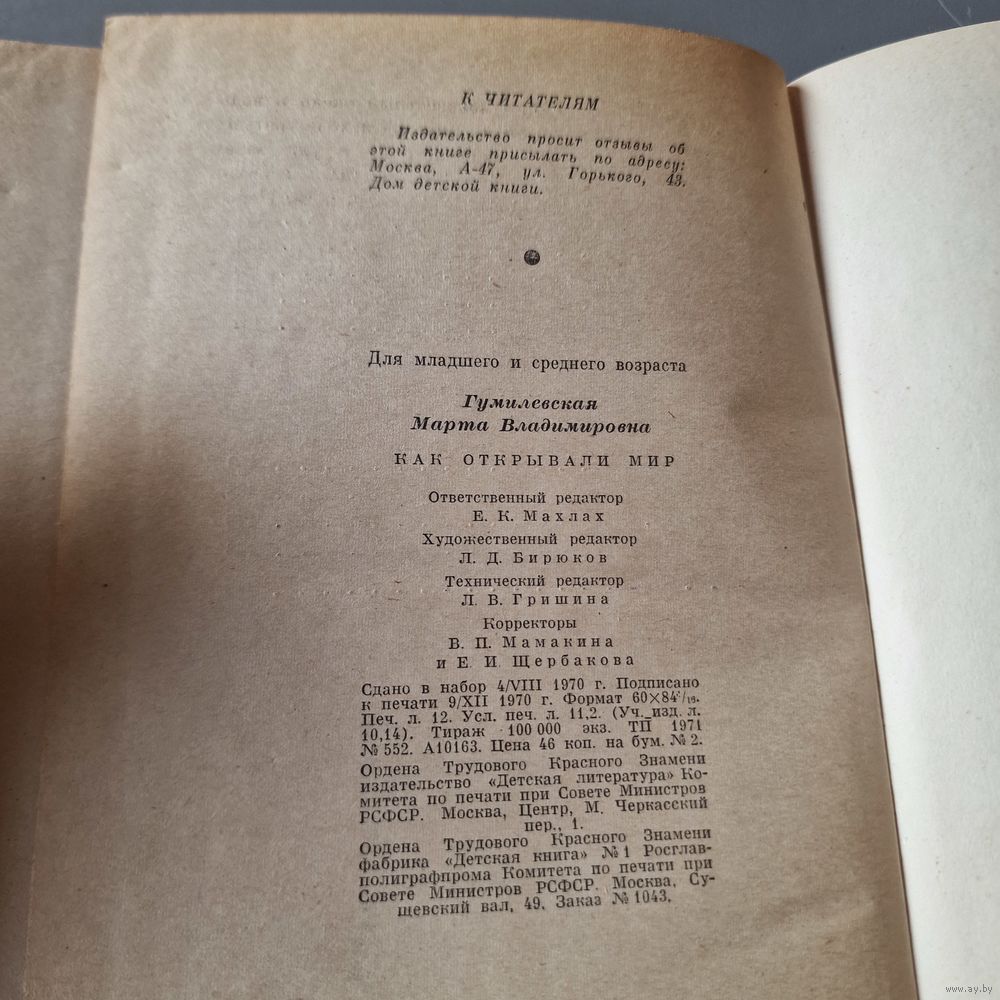 К ЧИТАТЕЛЯМ
Издательство просит отзывы об
этой книге присылать по адресу:
Москва, А-47, ул. Горького, 43.
Дом детской книги.
Для младшего и среднего возраста
Гумилевская
Марта Владимировна
КАК ОТКРЫВАЛИ МИР
Ответственный редактор
Е. К. Махлах
Художественный редактор
Л. Д. Бирюков
Технический редактор
Л. В. Гришина
Корректоры
В. П. Мамакина
и Е. И. Щербакова
Сдано в набор 4/VIII 1970 г. Подписано
к печати 9/XII 1970 г. Формат 60×84¹/₁₆.
Печ. л. 12. Усл. печ. л. 11,2. (Уч.-изд. л.
10,14). Тираж 100 000 экз. ТП 1971
№ 552. А10163. Цена 46 коп. на бум. № 2.
Ордена Трудового Красного Знамени
издательство «Детская литература» Ко-
митета по печати при Совете Министров
РСФСР. Москва, Центр, М. Черкасский
пер., 1.
Ордена Трудового Красного Знамени
фабрика «Детская книга» № 1 Росглав-
полиграфпрома Комитета по печати при
Совете Министров РСФСР. Москва, Су-
щевский вал, 49. Заказ № 1043.
www.ay.by